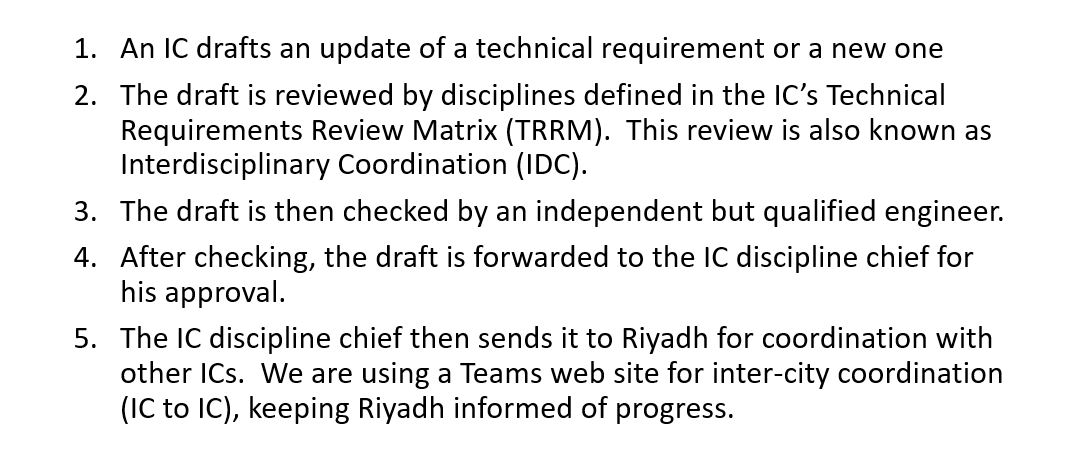 1. An IC drafts an update of a technical requirement or a new one
2. The draft is reviewed by disciplines defined in the IC’s Technical
Requirements Review Matrix (TRRM).  This review is also known as
Interdisciplinary Coordination (IDC).
3. The draft is then checked by an independent but qualified engineer.
4. After checking, the draft is forwarded to the IC discipline chief for
his approval.
5. The IC discipline chief then sends it to Riyadh for coordination with
other ICs.  We are using a Teams web site for inter-city coordination
(IC to IC), keeping Riyadh informed of progress.